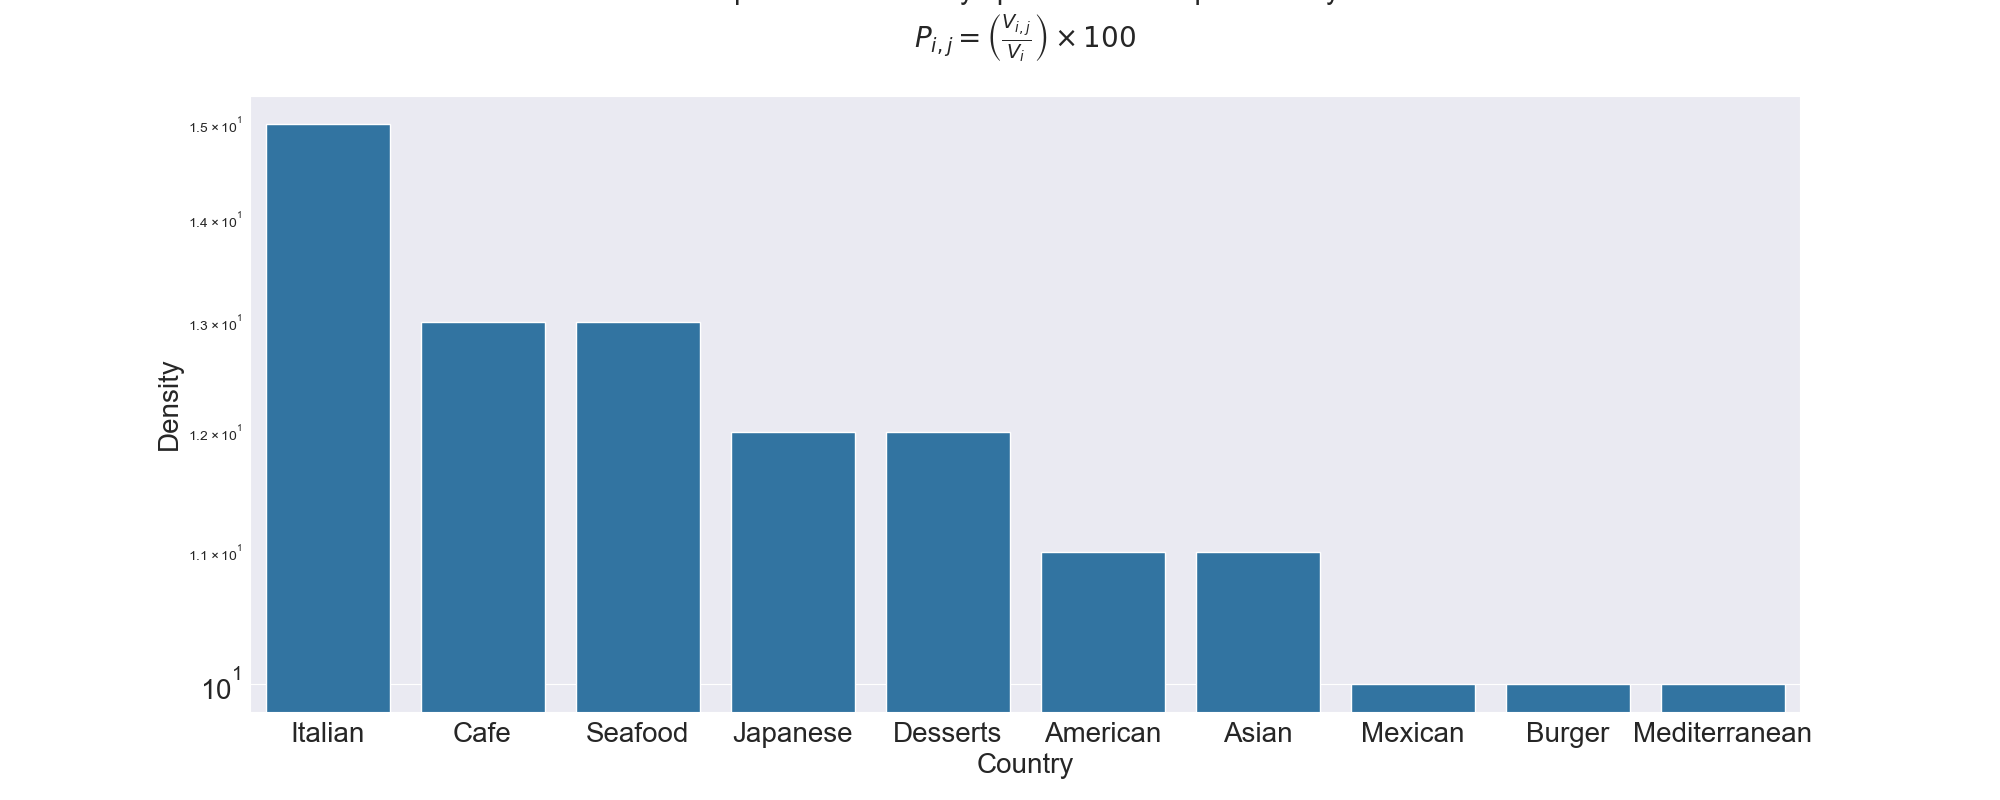 P_{i,j} = (V_{i,j}/V_i) × 100
1.5 × 10^1
1.4 × 10^1
1.3 × 10^1
1.2 × 10^1
1.1 × 10^1
10^1
Density
Italian Cafe Seafood Japanese Desserts American Asian Mexican Burger Mediterranean
Country